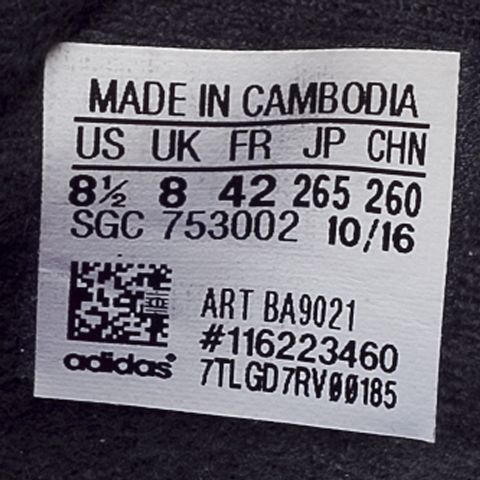 MADE IN CAMBODIA
US UK FR JP CHN
8½ 8 42 265 260
SGC 753002 10/16
ART BA9021
#116223460
adidas®
7TLGD7RV00185